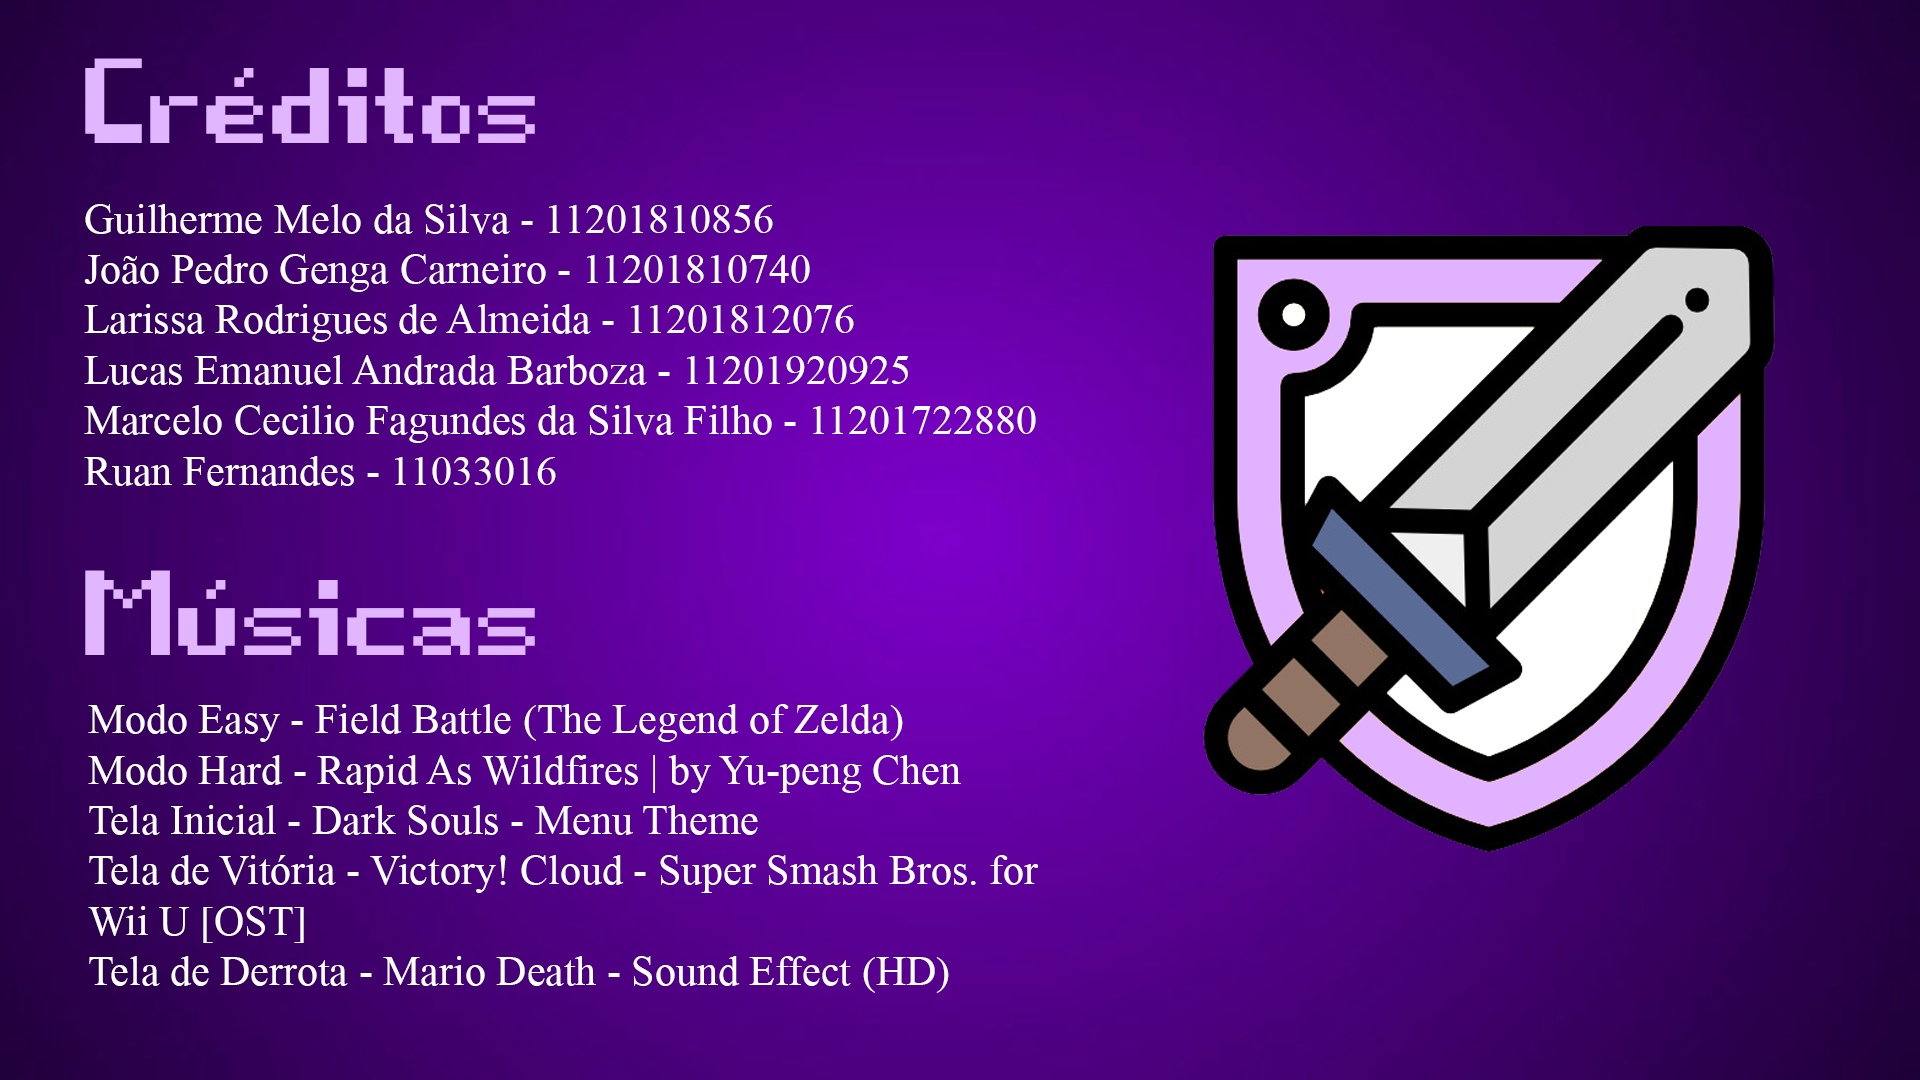 Créditos
Guilherme Melo da Silva - 11201810856
João Pedro Genga Carneiro - 11201810740
Larissa Rodrigues de Almeida - 11201812076
Lucas Emanuel Andrada Barboza - 11201920925
Marcelo Cecilio Fagundes da Silva Filho - 11201722880
Ruan Fernandes - 11033016
Músicas
Modo Easy - Field Battle (The Legend of Zelda)
Modo Hard - Rapid As Wildfires | by Yu-peng Chen
Tela Inicial - Dark Souls - Menu Theme
Tela de Vitória - Victory! Cloud - Super Smash Bros. for
Wii U [OST]
Tela de Derrota - Mario Death - Sound Effect (HD)